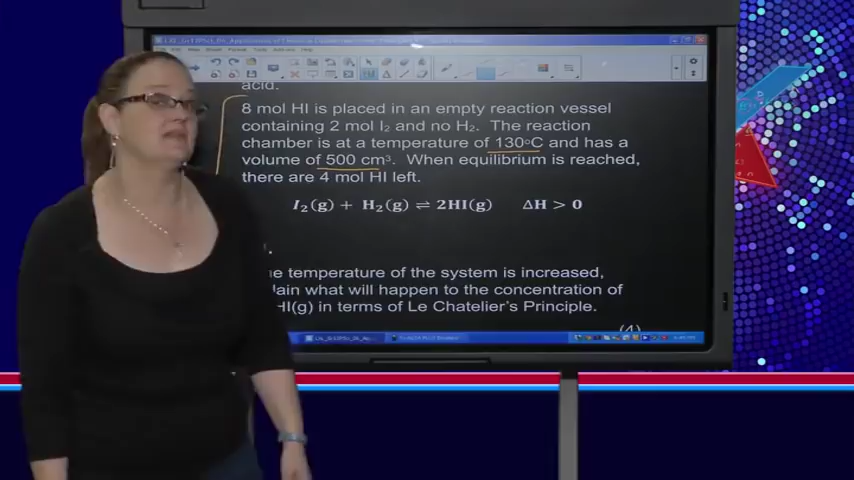 acid.
8 mol HI is placed in an empty reaction vessel
containing 2 mol I₂ and no H₂. The reaction
chamber is at a temperature of 130°C and has a
volume of 500 cm³. When equilibrium is reached,
there are 4 mol HI left.
I₂(g) + H₂(g) ⇌ 2HI(g) ΔH > 0
temperature of the system is increased,
what will happen to the concentration of
HI(g) in terms of Le Chatelier's Principle.
(4)